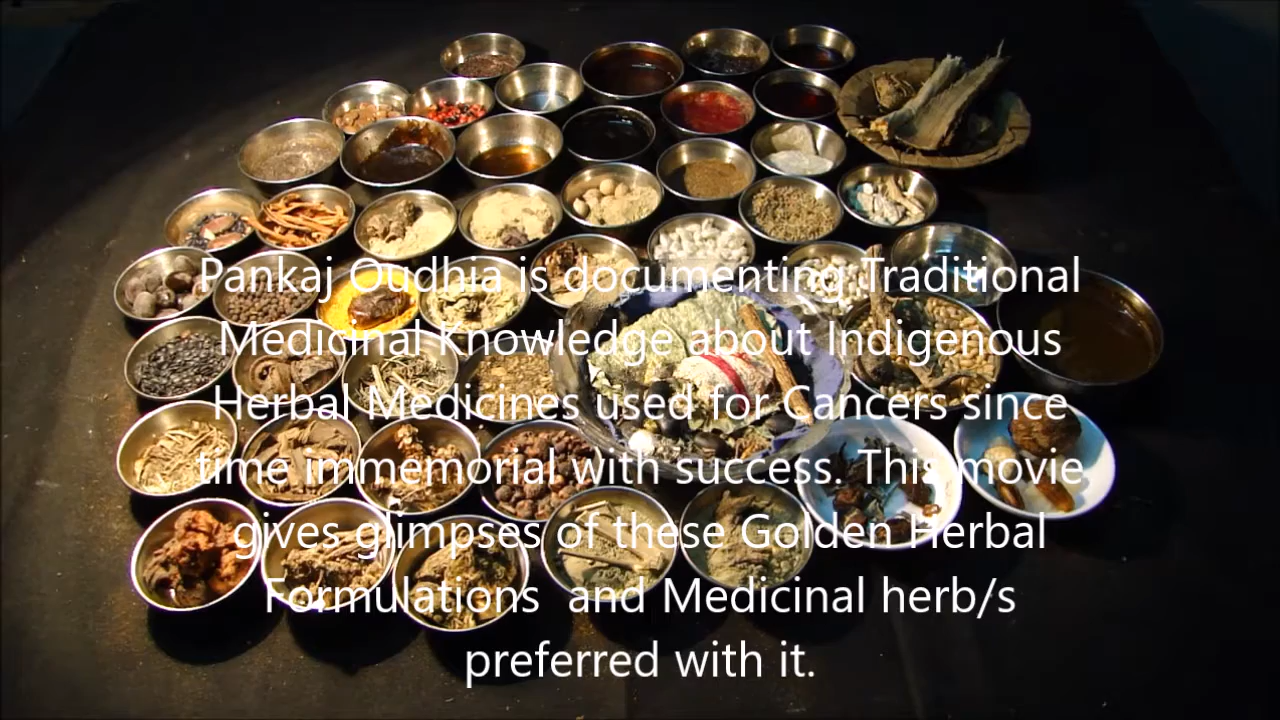 Pankaj Oudhia is documenting Traditional
Medicinal Knowledge about Indigenous
Herbal Medicines used for Cancers since
time immemorial with success. This movie
gives glimpses of these Golden Herbal
Formulations  and Medicinal herb/s
preferred with it.